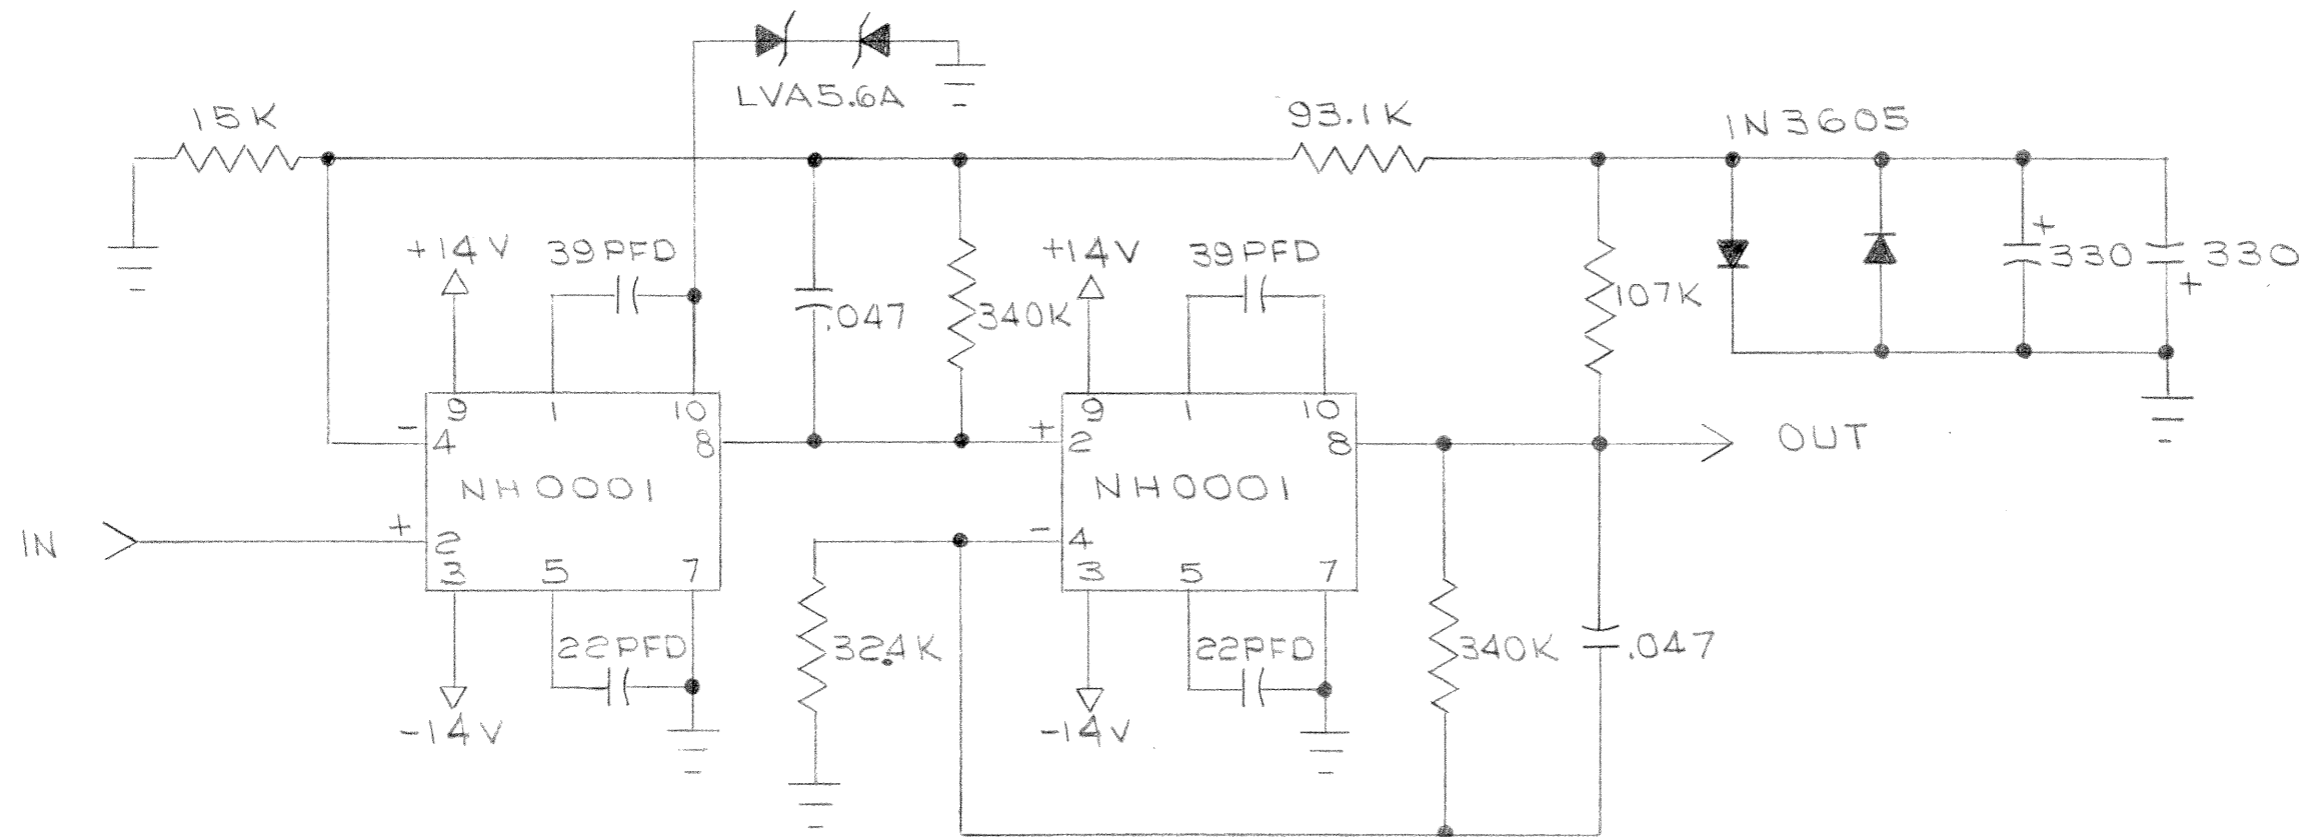 LVA5.6A
15K
93.1K
IN3605
+14V
39PFD
+14V
39PFD
+
330
330
+
.047
340K
107K
9
1
10
9
1
10
-
4
8
+
2
8
OUT
NH0001
NH0001
IN
+
2
-
4
3
5
7
3
5
7
22PFD
32.4K
22PFD
340K
.047
-14V
-14V